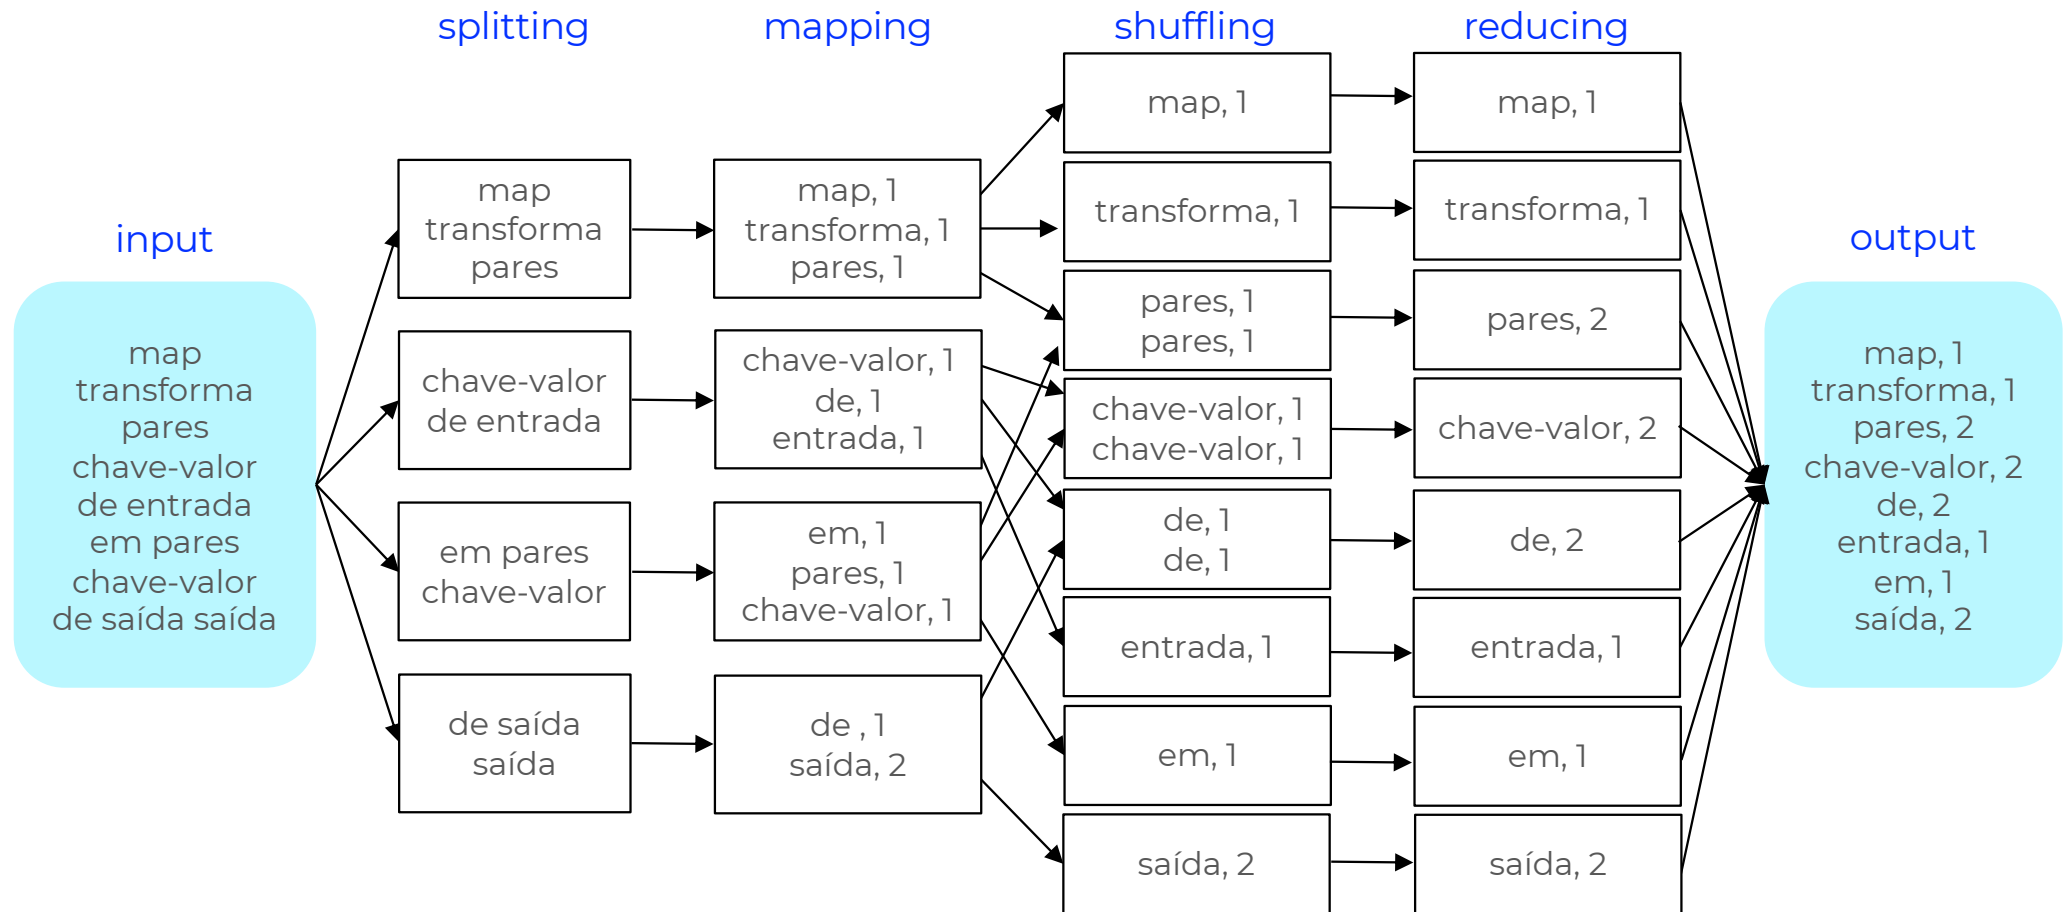 splitting
mapping
shuffling
reducing
input
output
map
transforma
pares
chave-valor
de entrada
em pares
chave-valor
de saída saída
map
transforma
pares
chave-valor
de entrada
em pares
chave-valor
de saída
saída
map, 1
transforma, 1
pares, 1
chave-valor, 1
de, 1
entrada, 1
em, 1
pares, 1
chave-valor, 1
de , 1
saída, 2
map, 1
transforma, 1
pares, 1
pares, 1
chave-valor, 1
chave-valor, 1
de, 1
de, 1
entrada, 1
em, 1
saída, 2
map, 1
transforma, 1
pares, 2
chave-valor, 2
de, 2
entrada, 1
em, 1
saída, 2
map, 1
transforma, 1
pares, 2
chave-valor, 2
de, 2
entrada, 1
em, 1
saída, 2